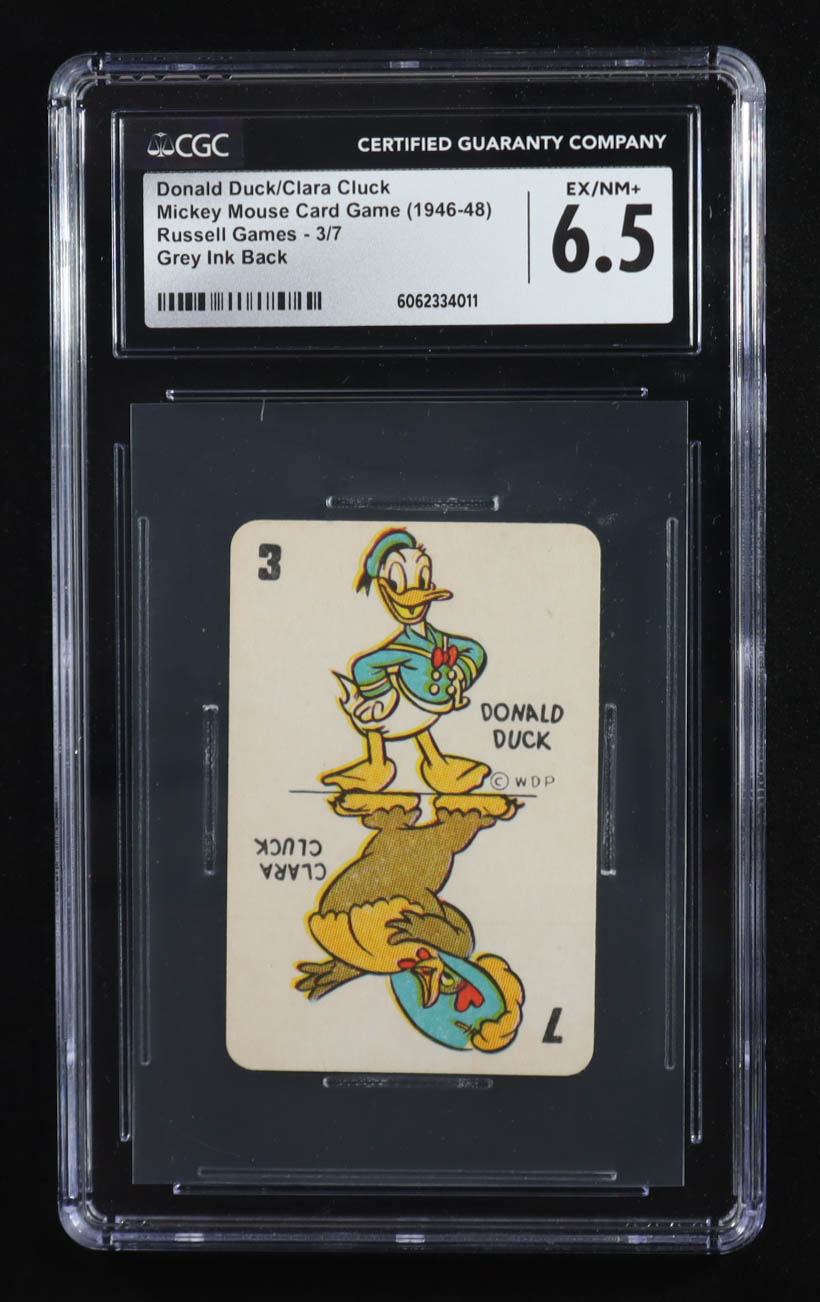 CGC CERTIFIED GUARANTY COMPANY
Donald Duck/Clara Cluck
Mickey Mouse Card Game (1946-48)
Russell Games - 3/7
Grey Ink Back
EX/NM+
6.5
6062334011
3
DONALD
DUCK
© WDP
CLARA
CLUCK
7